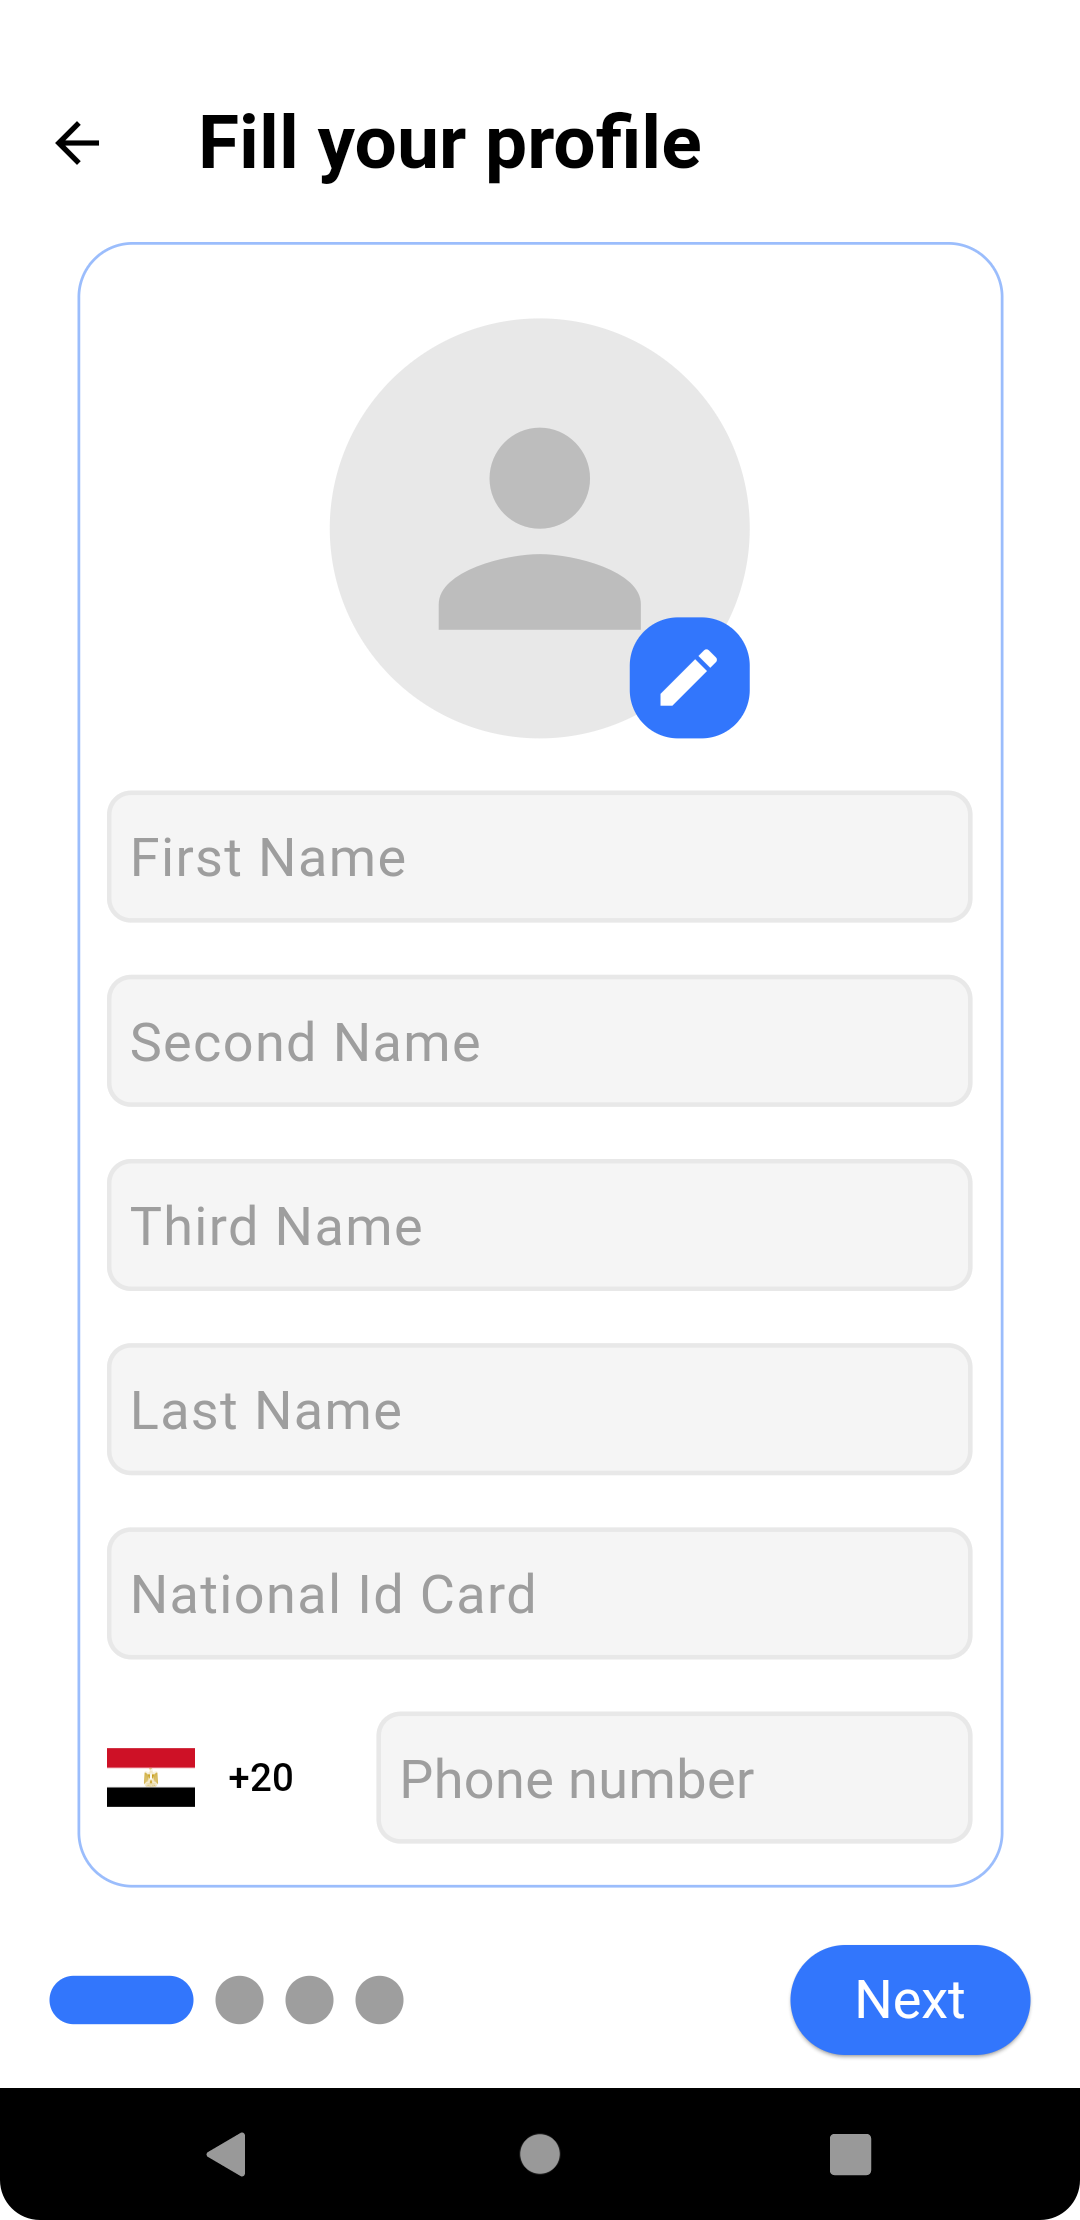 Fill your profile
First Name
Second Name
Third Name
Last Name
National Id Card
+20 Phone number
Next